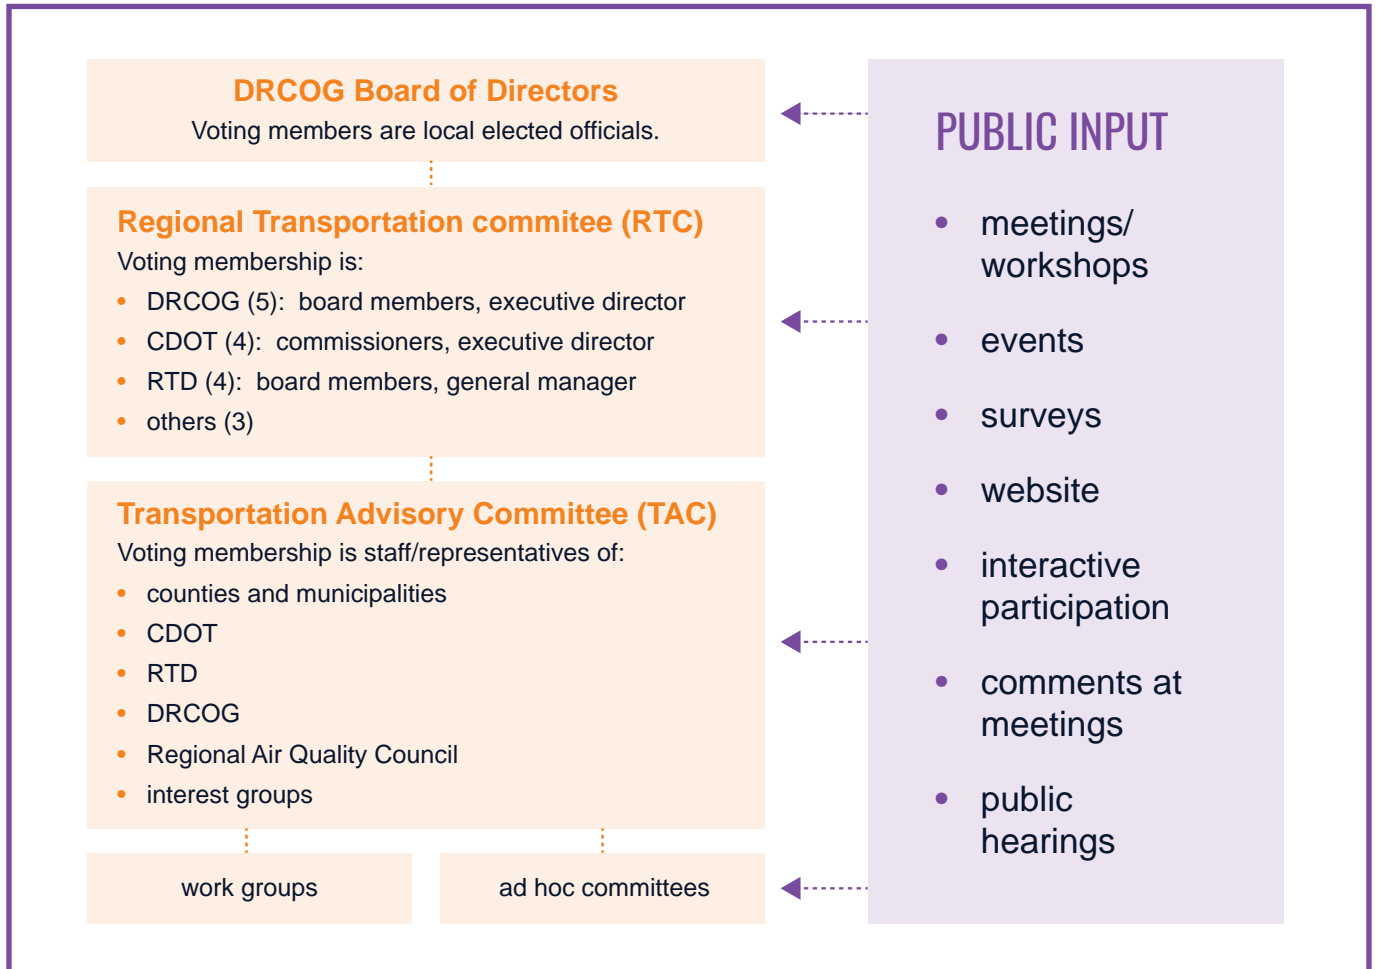 DRCOG Board of Directors
Voting members are local elected officials.
Regional Transportation commitee (RTC)
Voting membership is:
• DRCOG (5):  board members, executive director
• CDOT (4):  commissioners, executive director
• RTD (4):  board members, general manager
• others (3)
Transportation Advisory Committee (TAC)
Voting membership is staff/representatives of:
• counties and municipalities
• CDOT
• RTD
• DRCOG
• Regional Air Quality Council
• interest groups
work groups
ad hoc committees
PUBLIC INPUT
• meetings/
workshops
• events
• surveys
• website
• interactive
participation
• comments at
meetings
• public
hearings